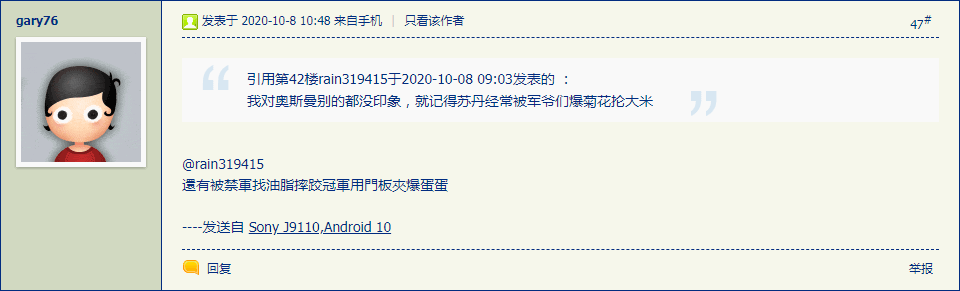 gary76
发表于 2020-10-8 10:48 来自手机 | 只看该作者
47#
引用第42楼rain319415于2020-10-08 09:03发表的 ：
我对奥斯曼别的都没印象，就记得苏丹经常被军爷们爆菊花抡大米
@rain319415
還有被禁軍找油脂摔跤冠軍用門板夾爆蛋蛋
----发送自 Sony J9110,Android 10
回复
举报